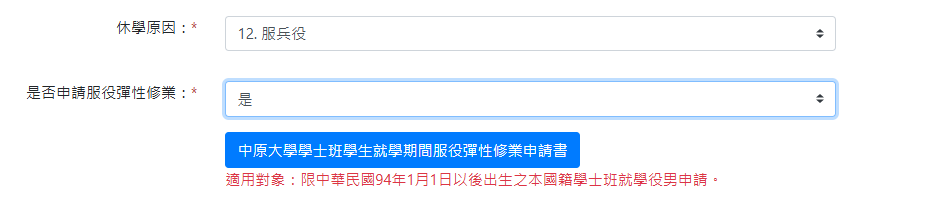 休學原因：* 12. 服兵役
是否申請服役彈性修業：* 是
中原大學學士班學生就學期間服役彈性修業申請書
適用對象：限中華民國94年1月1日以後出生之本國籍學士班就學役男申請。